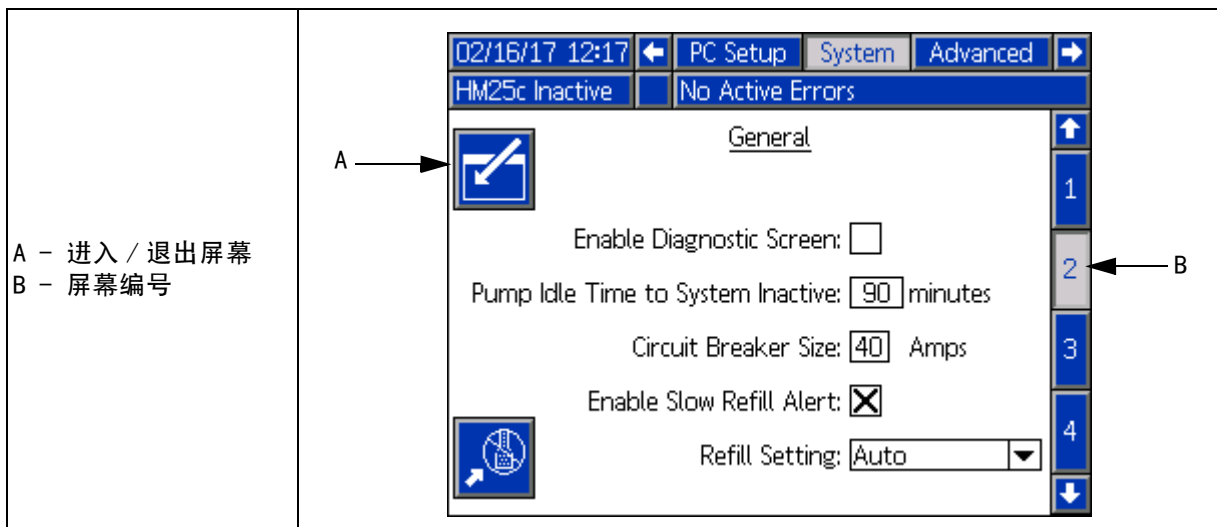 A - 进入 / 退出屏幕
B - 屏幕编号
02/16/17 12:17 PC Setup System Advanced
HM25c Inactive No Active Errors
A
General
1
Enable Diagnostic Screen:
2
B
Pump Idle Time to System Inactive: 90 minutes
Circuit Breaker Size: 40 Amps
3
Enable Slow Refill Alert:
4
Refill Setting: Auto